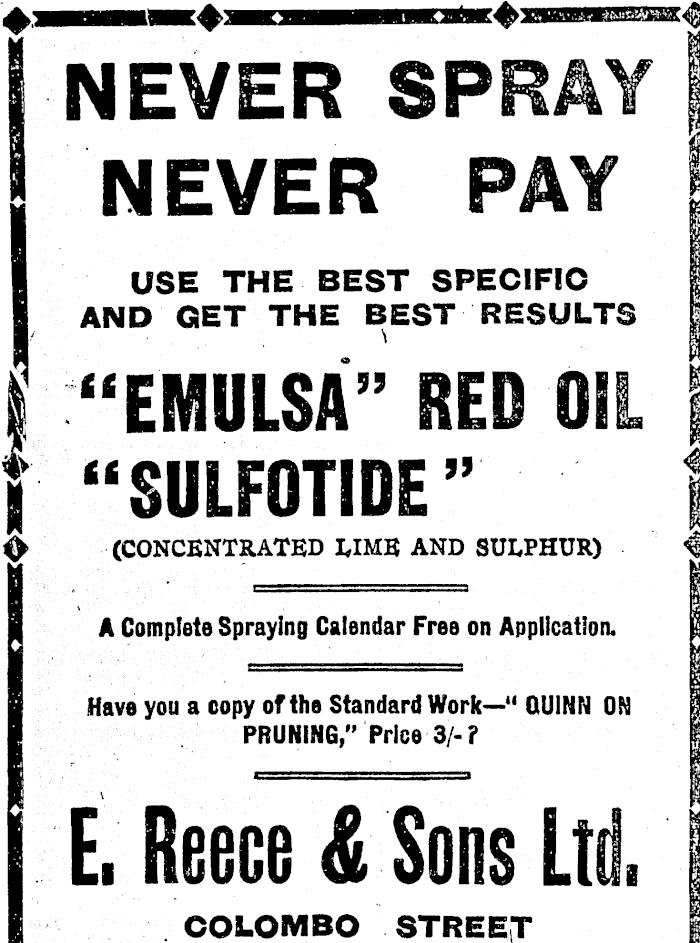 NEVER SPRAY
NEVER PAY
USE THE BEST SPECIFIC
AND GET THE BEST RESULTS
“EMULSA” RED OIL
“SULFOTIDE”
(CONCENTRATED LIME AND SULPHUR)
A Complete Spraying Calendar Free on Application.
Have you a copy of the Standard Work—“ QUINN ON
PRUNING,” Price 3/- ?
E. Reece & Sons Ltd.
COLOMBO STREET